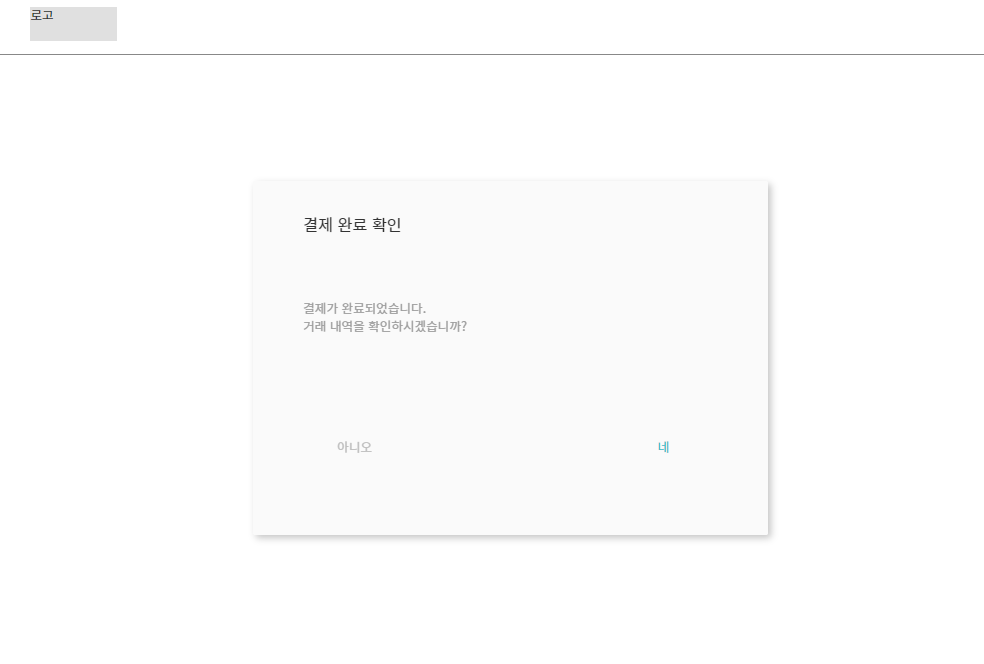 로고
결제 완료 확인
결제가 완료되었습니다.
거래 내역을 확인하시겠습니까?
아니오
네